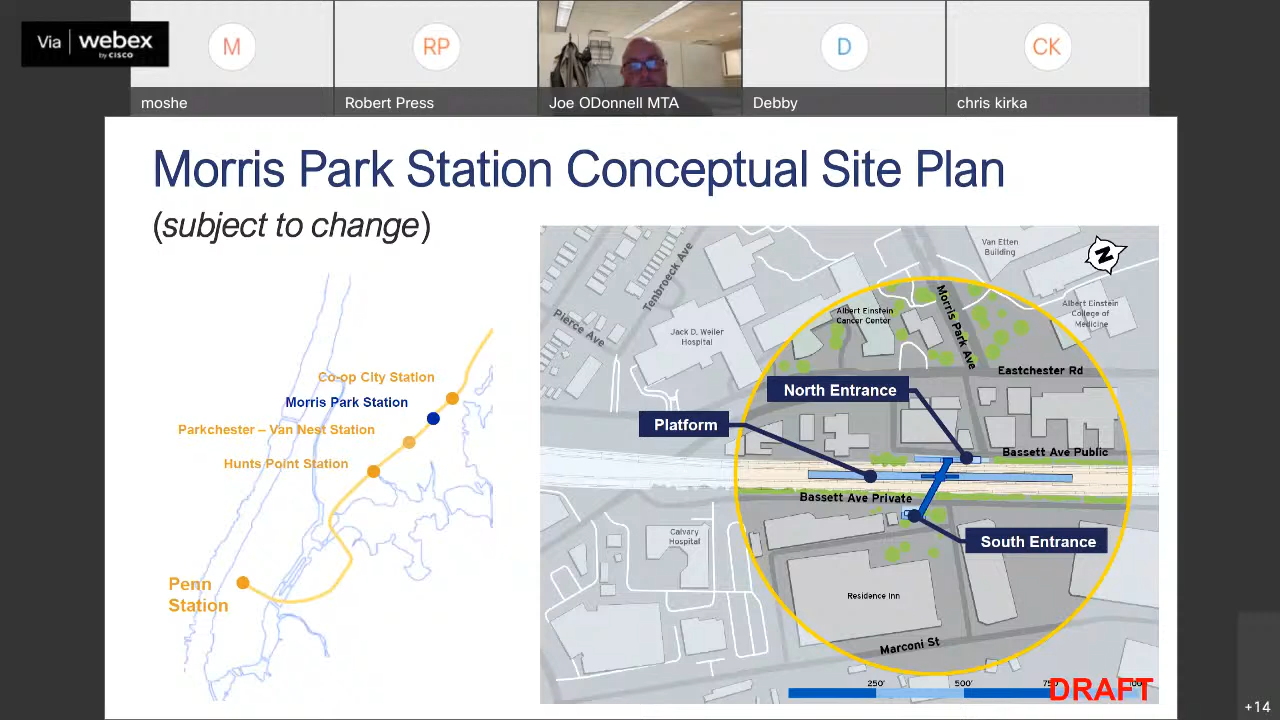 Via webex
by CISCO
M
RP
D
CK
moshe
Robert Press
Joe ODonnell MTA
Debby
chris kirka
Morris Park Station Conceptual Site Plan
(subject to change)
Co-op City Station
Morris Park Station
Parkchester – Van Nest Station
Hunts Point Station
Penn
Station
Van Etten
Building
N
Tenbroeck Ave
Pierce Ave
Morris Park Ave
Albert Einstein
Cancer Center
Albert Einstein
College of
Medicine
Jack D. Weiler
Hospital
Eastchester Rd
North Entrance
Platform
Bassett Ave Public
Bassett Ave Private
Calvary
Hospital
South Entrance
Residence Inn
Marconi St
250'
500'
DRAFT
+14